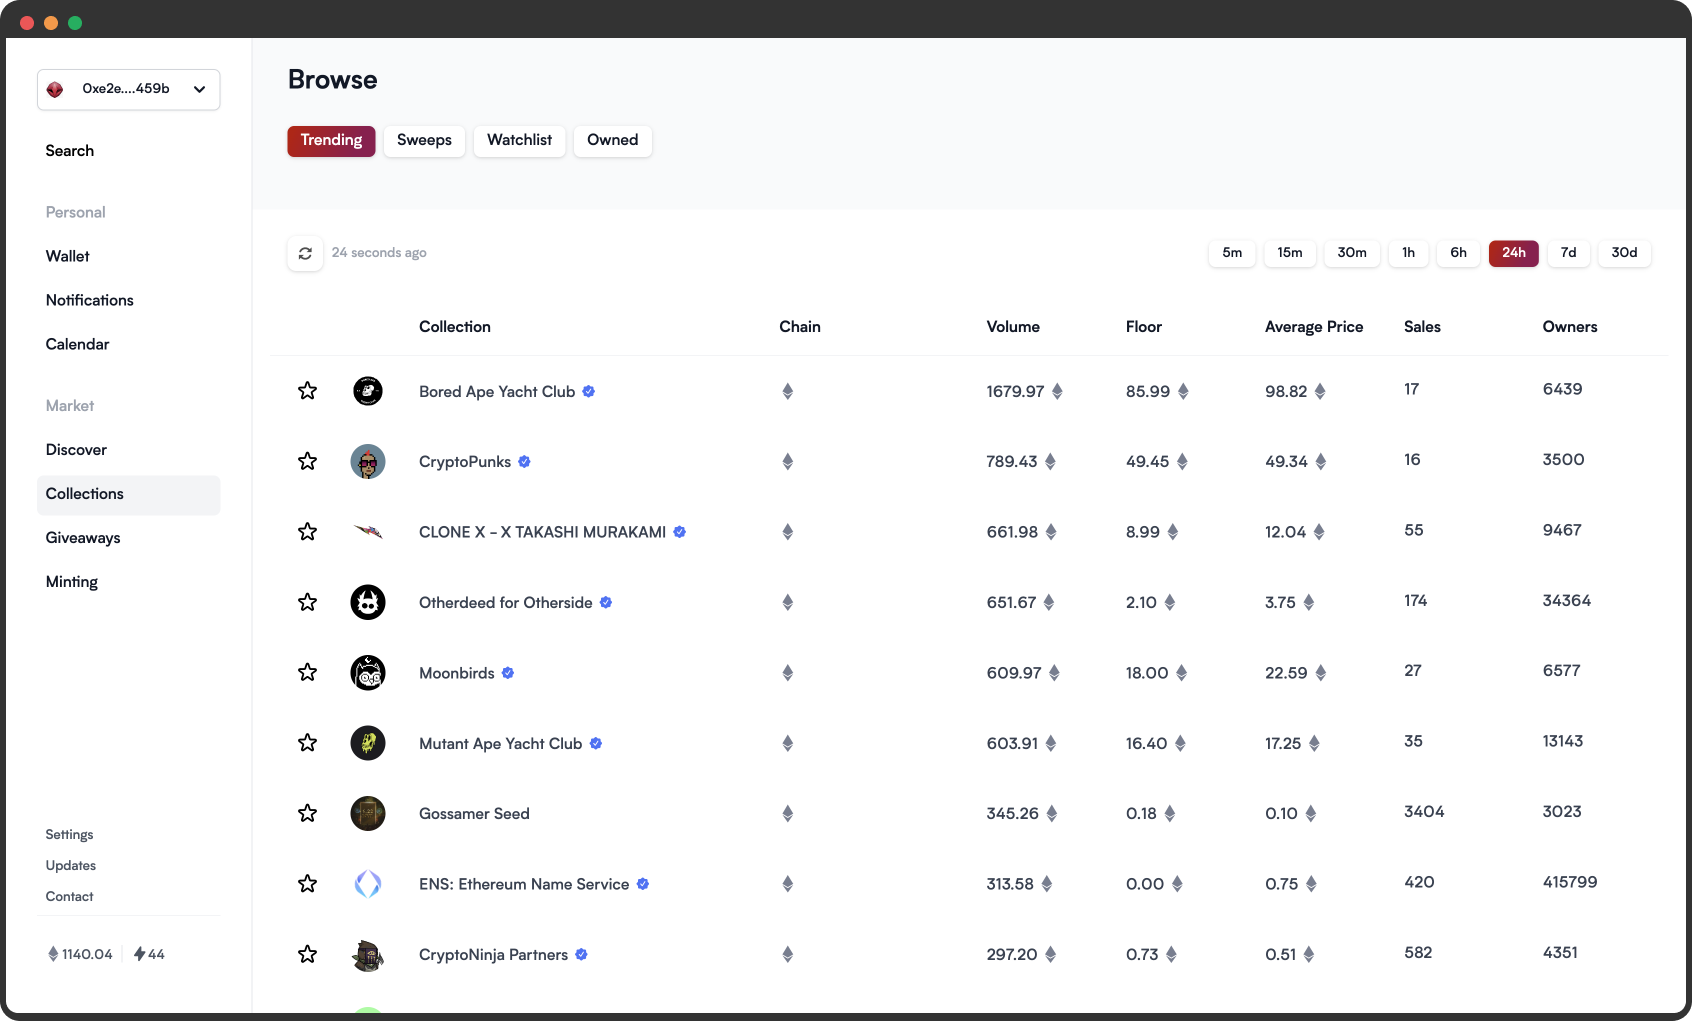 0xe2e....459b
Search
Personal
Wallet
Notifications
Calendar
Market
Discover
Collections
Giveaways
Minting
Settings
Updates
Contact
1140.04 44
Browse
Trending Sweeps Watchlist Owned
24 seconds ago 5m 15m 30m 1h 6h 24h 7d 30d
Collection Chain Volume Floor Average Price Sales Owners
Bored Ape Yacht Club 1679.97 85.99 98.82 17 6439
CryptoPunks 789.43 49.45 49.34 16 3500
CLONE X - X TAKASHI MURAKAMI 661.98 8.99 12.04 55 9467
Otherdeed for Otherside 651.67 2.10 3.75 174 34364
Moonbirds 609.97 18.00 22.59 27 6577
Mutant Ape Yacht Club 603.91 16.40 17.25 35 13143
Gossamer Seed 345.26 0.18 0.10 3404 3023
ENS: Ethereum Name Service 313.58 0.00 0.75 420 415799
CryptoNinja Partners 297.20 0.73 0.51 582 4351